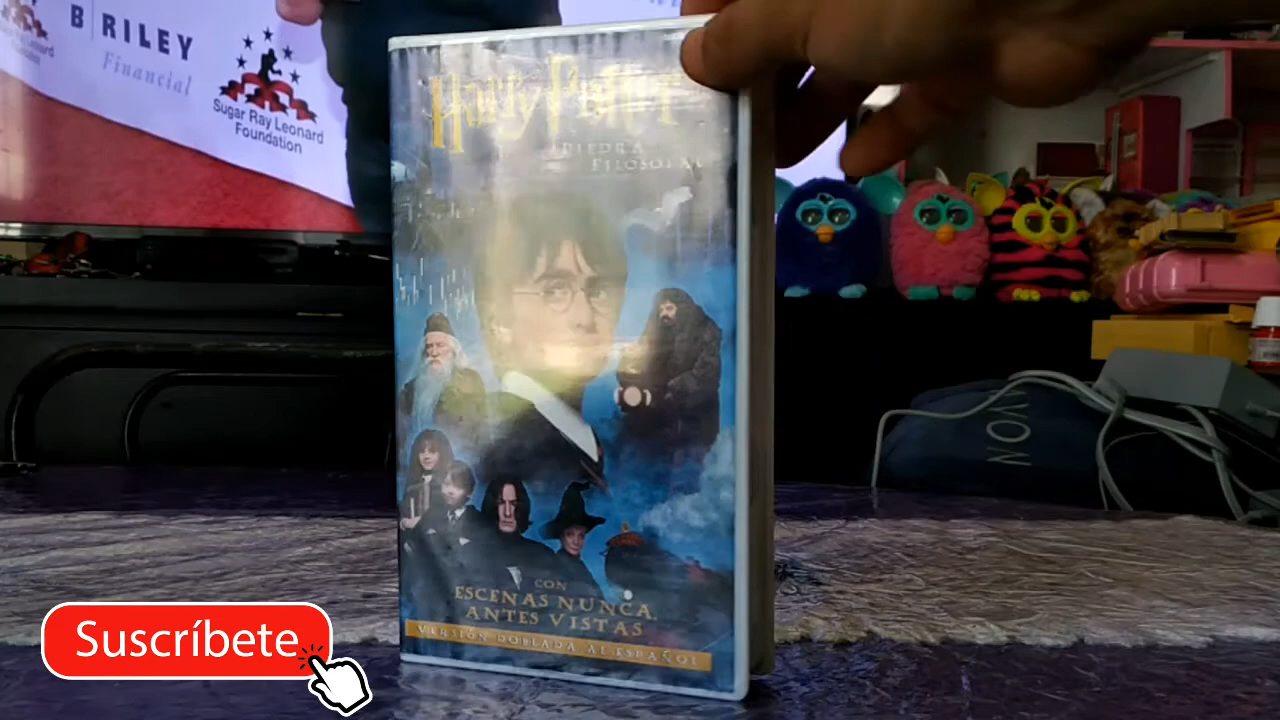 B|RILEY
Financial
Sugar Ray Leonard
Foundation
Harry Potter
PIEDRA
FILOSOFAL
CON
ESCENAS NUNCA
ANTES VISTAS
VERSIÓN DOBLADA AL ESPAÑOL
AVON
Suscríbete